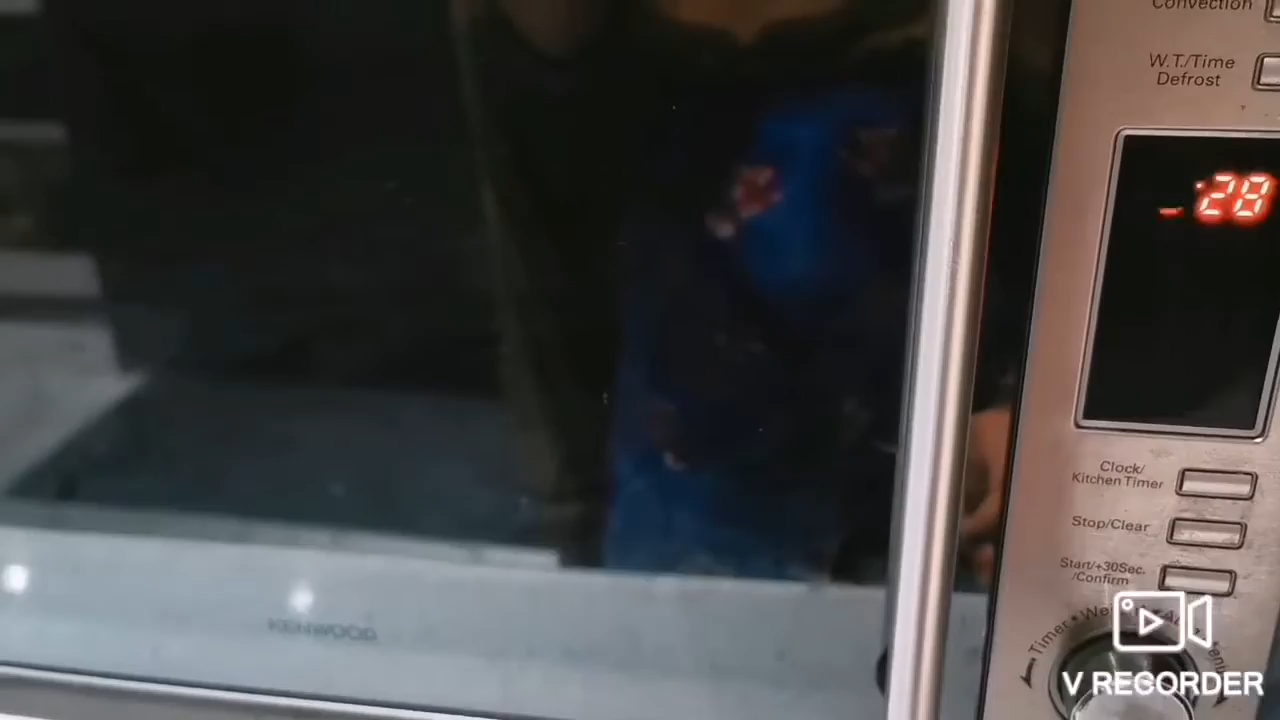 Convection
W.T./Time
Defrost
28
Clock/
Kitchen Timer
Stop/Clear
Start/+30Sec.
/Confirm
Timer
KENWOOD
V RECORDER